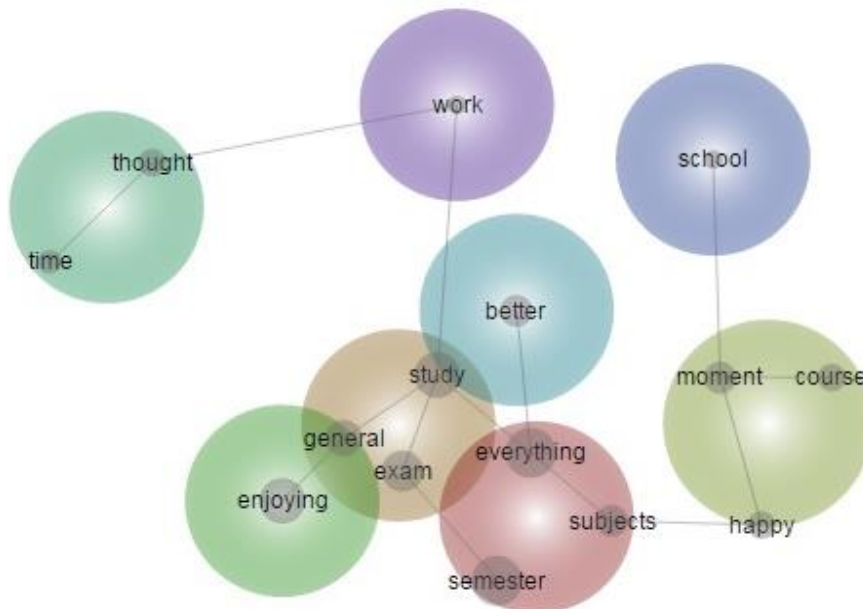 work
thought
school
time
better
study
moment
course
general
everything
exam
enjoying
subjects
happy
semester